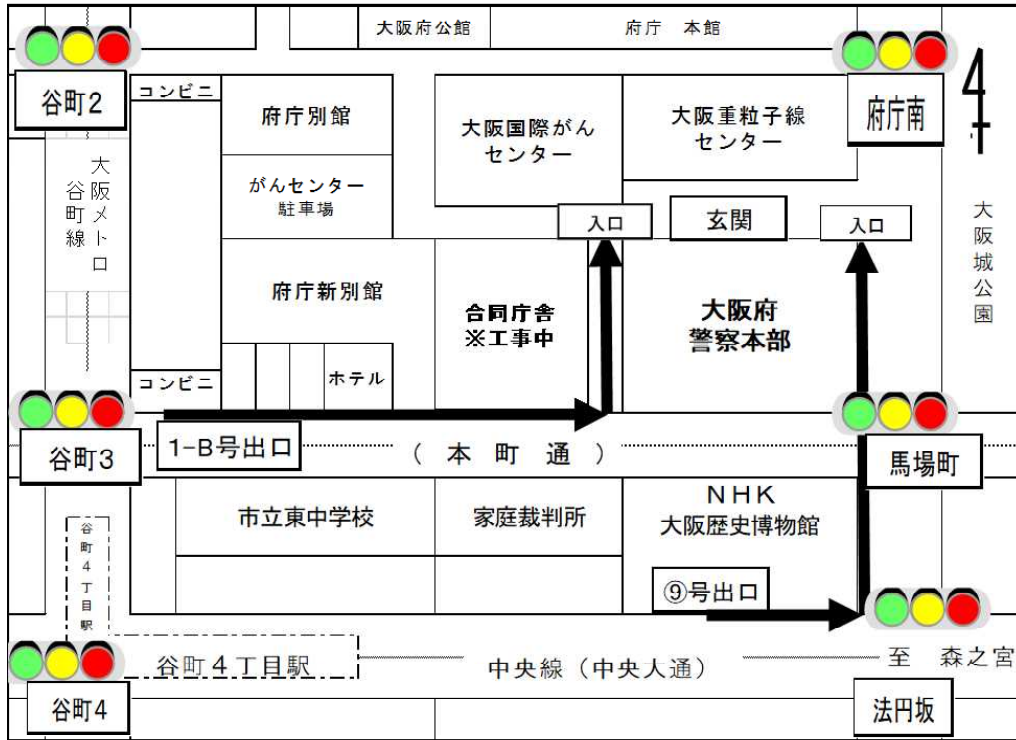 大阪府公館
府庁 本館
谷町2
コンビニ
府庁別館
大阪国際がん
センター
大阪重粒子線
センター
府庁南
大阪メトロ
谷町線
がんセンター
駐車場
入口
玄関
入口
大阪城公園
府庁新別館
合同庁舎
※工事中
大阪府
警察本部
コンビニ
ホテル
谷町3
1-B号出口
(本町通)
馬場町
市立東中学校
家庭裁判所
NHK
大阪歴史博物館
谷町4丁目駅
⑨号出口
谷町4丁目駅
中央線(中央大通)
至 森之宮
谷町4
法円坂